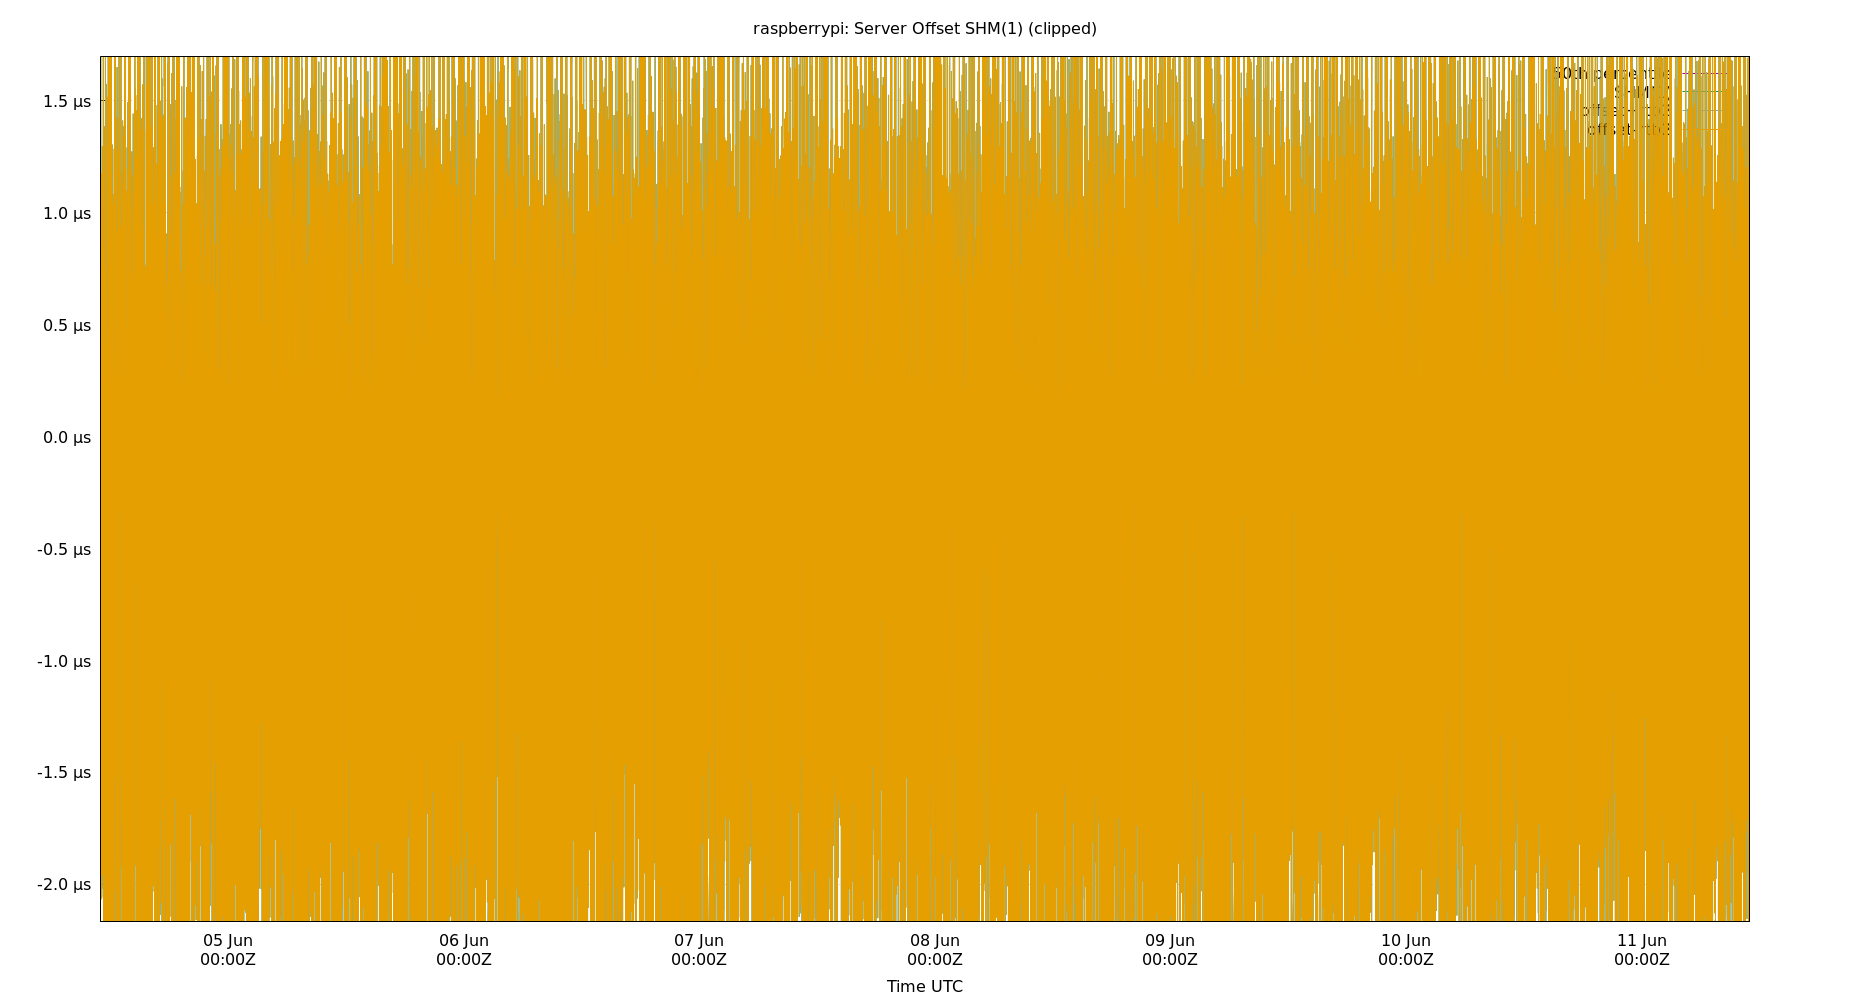 raspberrypi: Server Offset SHM(1) (clipped)
1.5 µs
1.0 µs
0.5 µs
0.0 µs
-0.5 µs
-1.0 µs
-1.5 µs
-2.0 µs
05 Jun 06 Jun 07 Jun 08 Jun 09 Jun 10 Jun 11 Jun
00:00Z 00:00Z 00:00Z 00:00Z 00:00Z 00:00Z 00:00Z
Time UTC